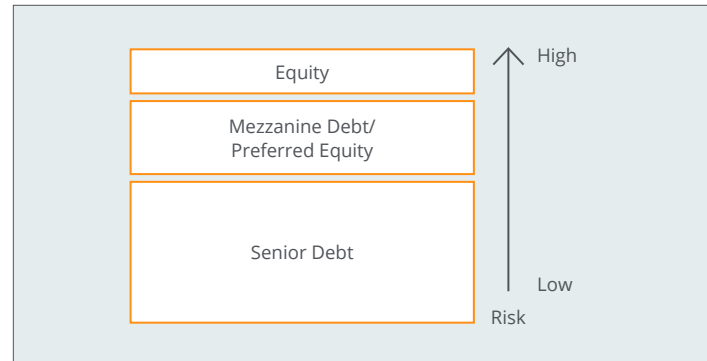 Equity
High
Mezzanine Debt/
Preferred Equity
Senior Debt
Low
Risk